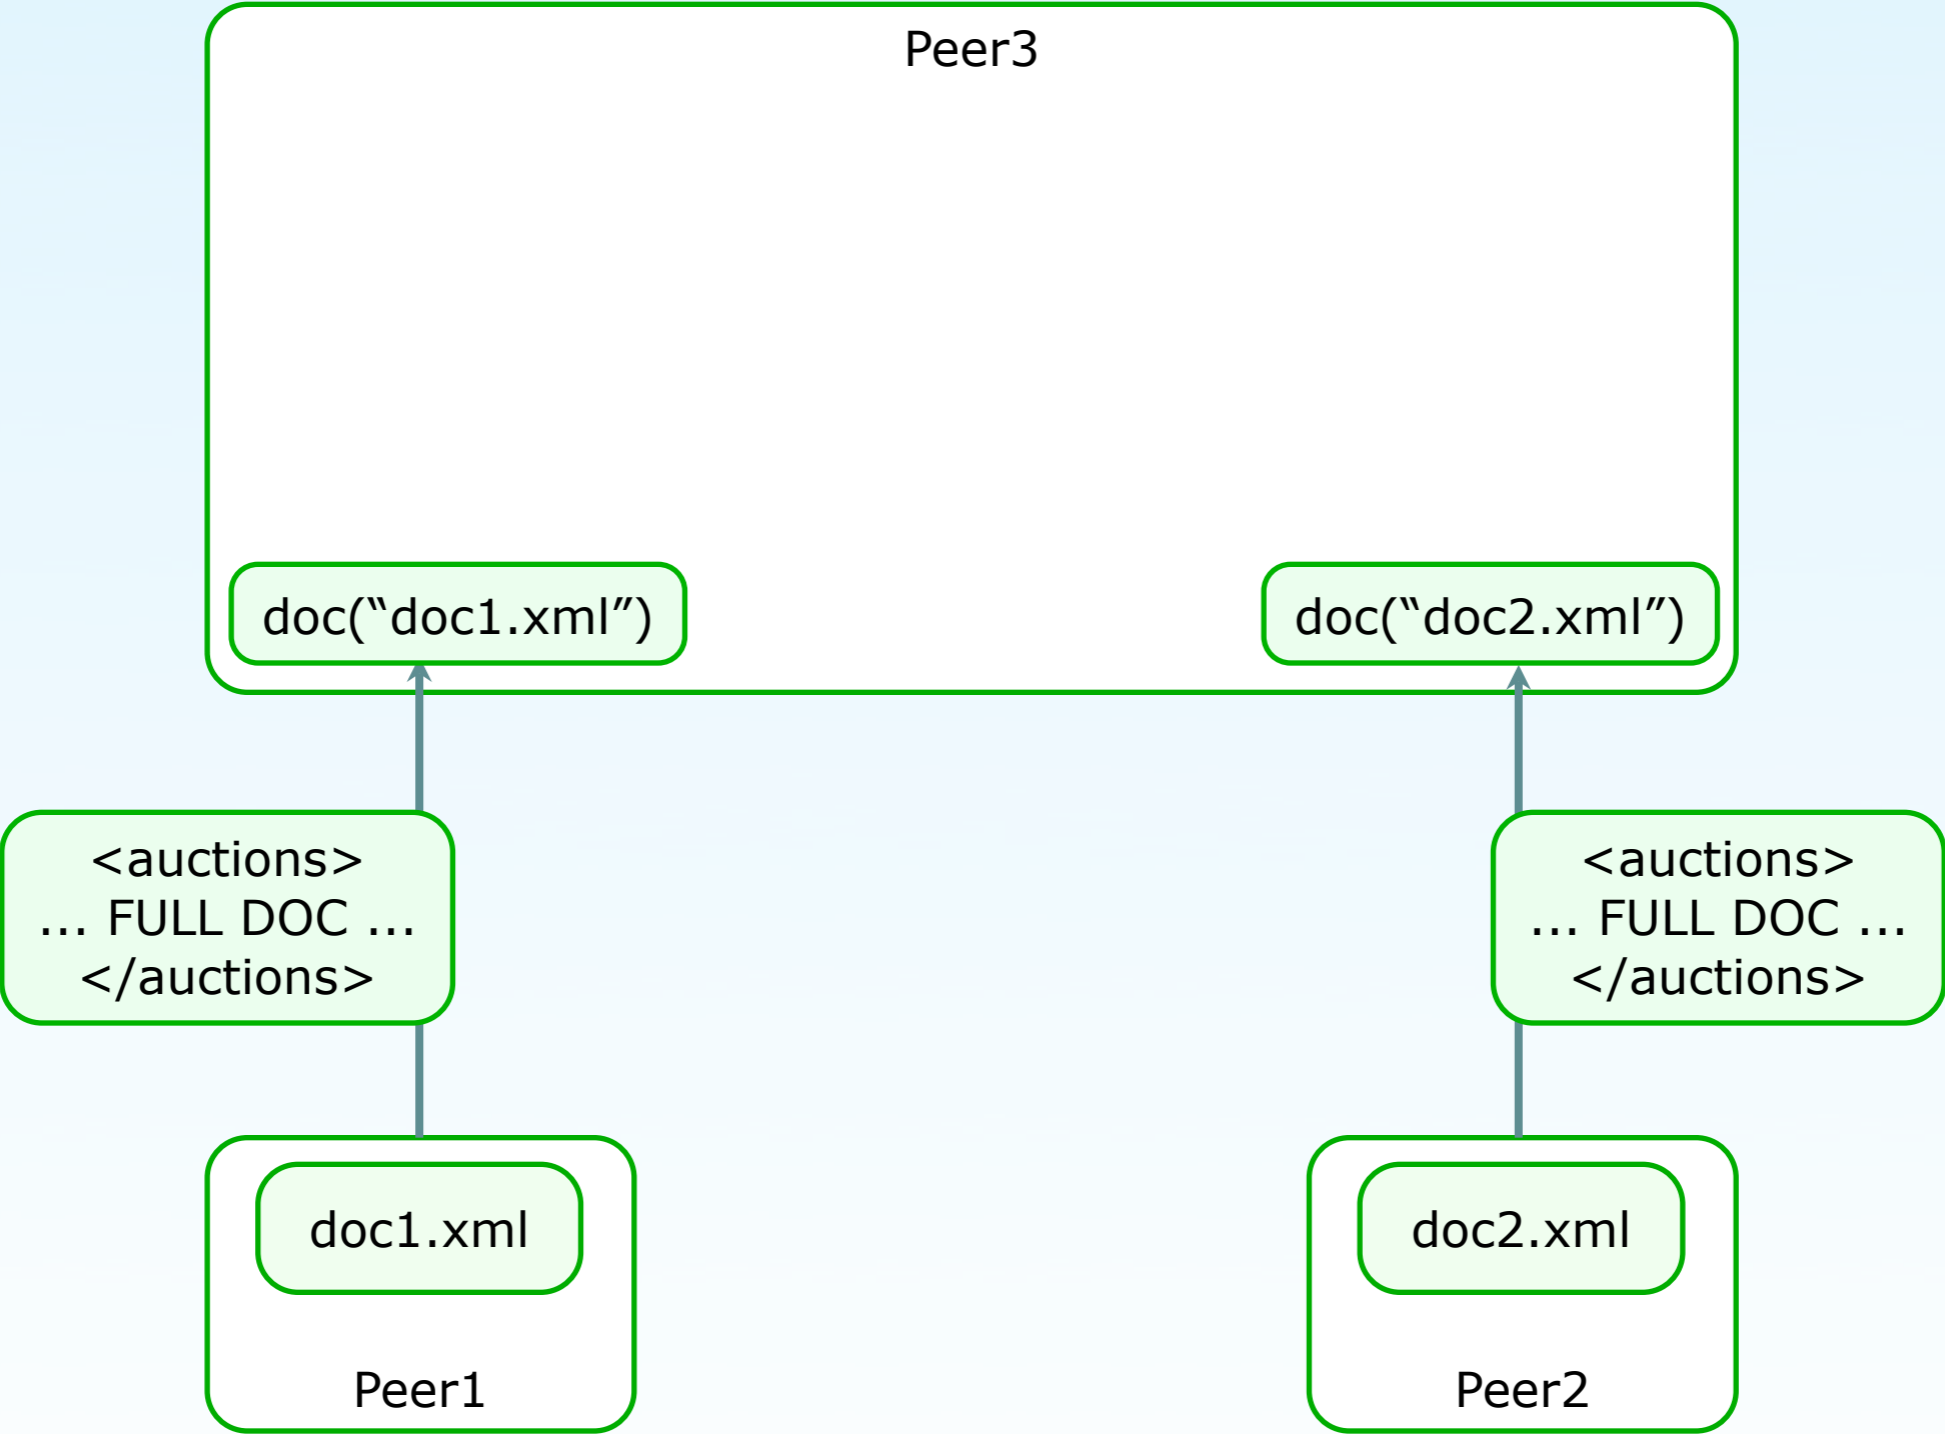 Peer3
doc(“doc1.xml”)
doc(“doc2.xml”)
<auctions>
... FULL DOC ...
</auctions>
<auctions>
... FULL DOC ...
</auctions>
doc1.xml
Peer1
doc2.xml
Peer2